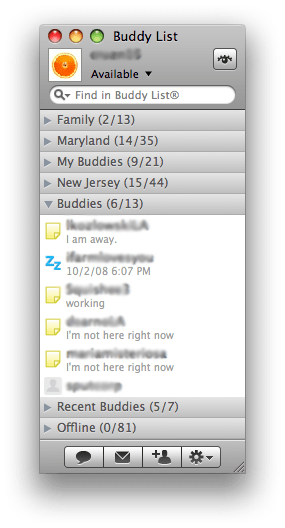 Buddy List
Available
Find in Buddy List®
Family (2/13)
Maryland (14/35)
My Buddies (9/21)
New Jersey (15/44)
Buddies (6/13)
I am away.
zz
10/2/08 6:07 PM
working
I'm not here right now
I'm not here right now
Recent Buddies (5/7)
Offline (0/81)